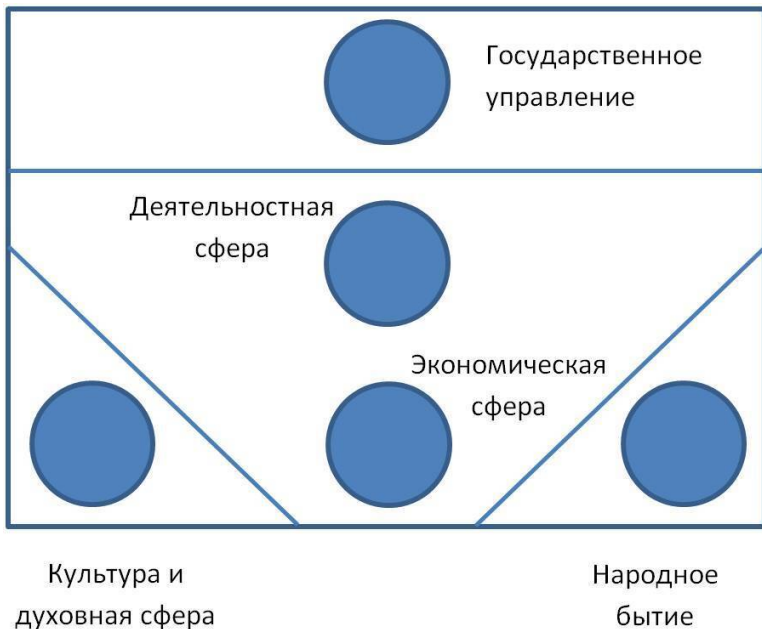 Государственное
управление
Деятельностная
сфера
Экономическая
сфера
Культура и
духовная сфера
Народное
бытие